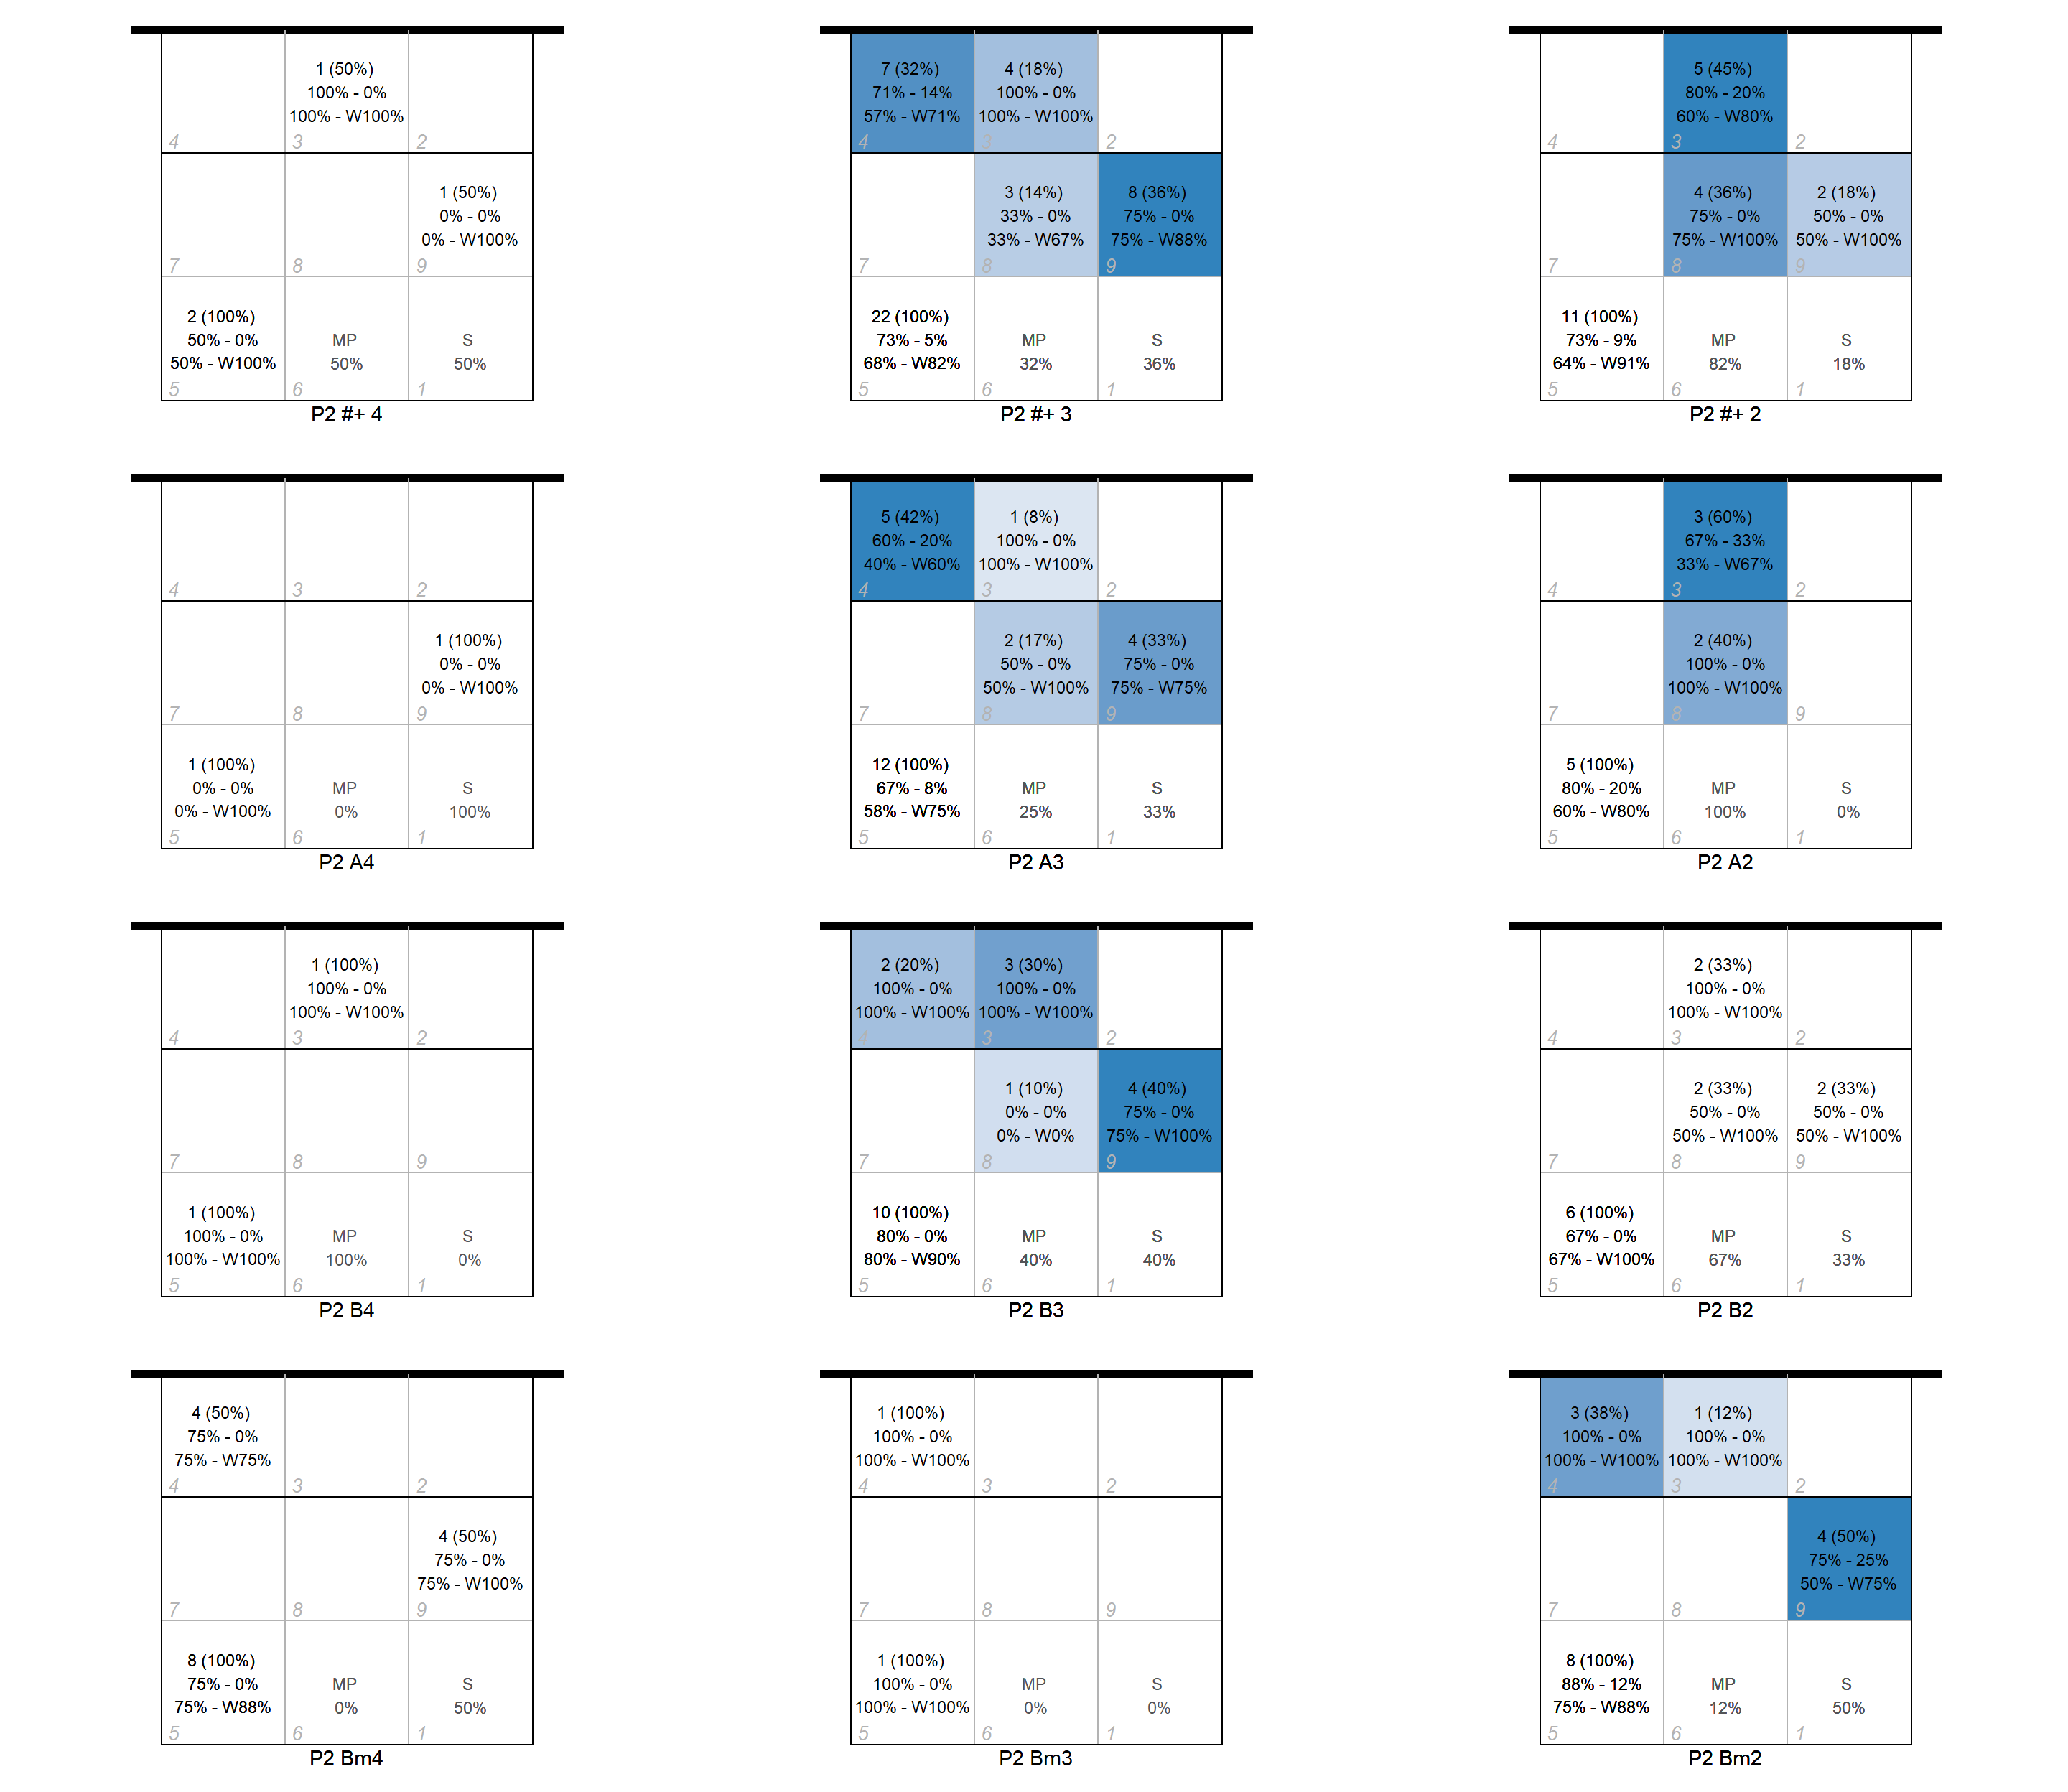 1 (50%)
100% - 0%
100% - W100%
4
3
2
1 (50%)
0% - 0%
0% - W100%
7
8
9
2 (100%)
50% - 0%
50% - W100%
5
MP
50%
6
S
50%
1
P2 #+ 4
7 (32%)
71% - 14%
57% - W71%
4
4 (18%)
100% - 0%
100% - W100%
3
2
7
3 (14%)
33% - 0%
33% - W67%
8
8 (36%)
75% - 0%
75% - W88%
9
22 (100%)
73% - 5%
68% - W82%
5
MP
32%
6
S
36%
1
P2 #+ 3
4
5 (45%)
80% - 20%
60% - W80%
3
2
7
4 (36%)
75% - 0%
75% - W100%
8
2 (18%)
50% - 0%
50% - W100%
9
11 (100%)
73% - 9%
64% - W91%
5
MP
82%
6
S
18%
1
P2 #+ 2
4
3
2
7
8
1 (100%)
0% - 0%
0% - W100%
9
1 (100%)
0% - 0%
0% - W100%
5
MP
0%
6
S
100%
1
P2 A4
5 (42%)
60% - 20%
40% - W60%
4
1 (8%)
100% - 0%
100% - W100%
3
2
7
2 (17%)
50% - 0%
50% - W100%
8
4 (33%)
75% - 0%
75% - W75%
9
12 (100%)
67% - 8%
58% - W75%
5
MP
25%
6
S
33%
1
P2 A3
4
3 (60%)
67% - 33%
33% - W67%
3
2
7
2 (40%)
100% - 0%
100% - W100%
8
9
5 (100%)
80% - 20%
60% - W80%
5
MP
100%
6
S
0%
1
P2 A2
4
1 (100%)
100% - 0%
100% - W100%
3
2
7
8
9
1 (100%)
100% - 0%
100% - W100%
5
MP
100%
6
S
0%
1
P2 B4
2 (20%)
100% - 0%
100% - W100%
4
3 (30%)
100% - 0%
100% - W100%
3
2
7
1 (10%)
0% - 0%
0% - W0%
8
4 (40%)
75% - 0%
75% - W100%
9
10 (100%)
80% - 0%
80% - W90%
5
MP
40%
6
S
40%
1
P2 B3
4
2 (33%)
100% - 0%
100% - W100%
3
2
7
2 (33%)
50% - 0%
50% - W100%
8
2 (33%)
50% - 0%
50% - W100%
9
6 (100%)
67% - 0%
67% - W100%
5
MP
67%
6
S
33%
1
P2 B2
4 (50%)
75% - 0%
75% - W75%
4
3
2
7
8
4 (50%)
75% - 0%
75% - W100%
9
8 (100%)
75% - 0%
75% - W88%
5
MP
0%
6
S
50%
1
P2 Bm4
1 (100%)
100% - 0%
100% - W100%
4
3
2
7
8
9
1 (100%)
100% - 0%
100% - W100%
5
MP
0%
6
S
0%
1
P2 Bm3
3 (38%)
100% - 0%
100% - W100%
4
1 (12%)
100% - 0%
100% - W100%
3
2
7
8
4 (50%)
75% - 25%
50% - W75%
9
8 (100%)
88% - 12%
75% - W88%
5
MP
12%
6
S
50%
1
P2 Bm2